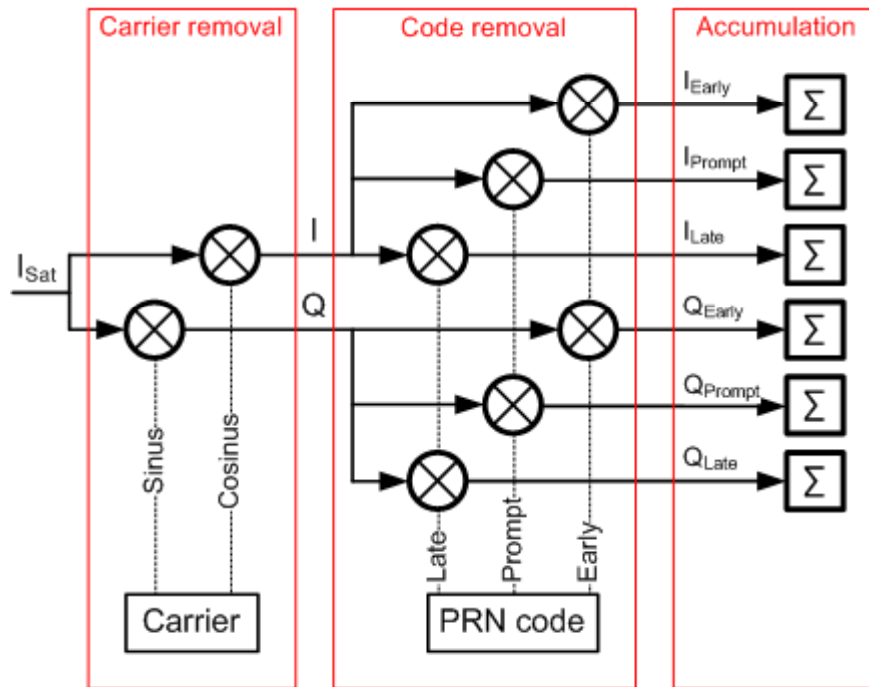 Carrier removal
Code removal
Accumulation
I_Early
Σ
I_Prompt
Σ
I_Sat
I
I_Late
Σ
Q
Q_Early
Σ
Q_Prompt
Σ
Q_Late
Σ
Sinus
Cosinus
Late
Prompt
Early
Carrier
PRN code